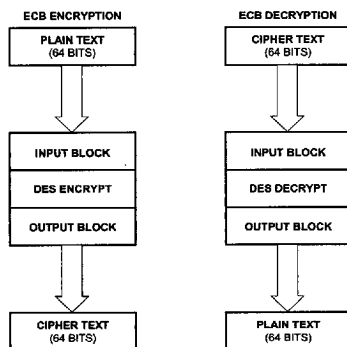 ECB ENCRYPTION
PLAIN TEXT
(64 BITS)
INPUT BLOCK
DES ENCRYPT
OUTPUT BLOCK
CIPHER TEXT
(64 BITS)
ECB DECRYPTION
CIPHER TEXT
(64 BITS)
INPUT BLOCK
DES DECRYPT
OUTPUT BLOCK
PLAIN TEXT
(64 BITS)